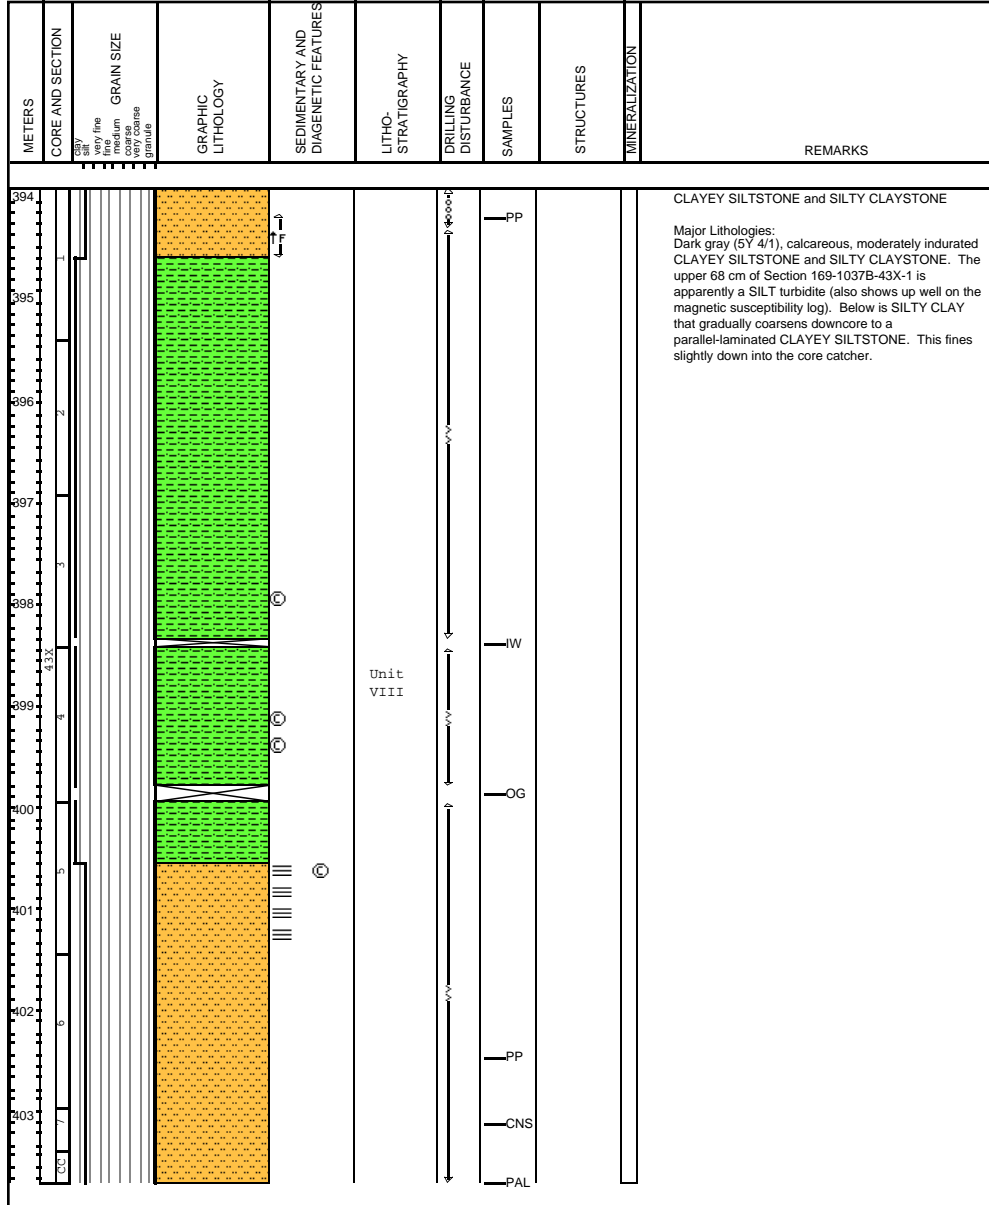 METERS
CORE AND SECTION
GRAIN SIZE
clay
silt
very fine
fine
medium
coarse
very coarse
granule
GRAPHIC
LITHOLOGY
SEDIMENTARY AND
DIAGENETIC FEATURES
LITHO-
STRATIGRAPHY
DRILLING
DISTURBANCE
SAMPLES
STRUCTURES
MINERALIZATION
REMARKS
394
395
396
397
398
399
400
401
402
403
43X
1
2
3
4
5
6
7
CC
F
C
C
C
C
Unit
VIII
PP
IW
OG
PP
CNS
PAL
CLAYEY SILTSTONE and SILTY CLAYSTONE
Major Lithologies:
Dark gray (5Y 4/1), calcareous, moderately indurated
CLAYEY SILTSTONE and SILTY CLAYSTONE. The
upper 68 cm of Section 169-1037B-43X-1 is
apparently a SILT turbidite (also shows up well on the
magnetic susceptibility log). Below is SILTY CLAY
that gradually coarsens downcore to a
parallel-laminated CLAYEY SILTSTONE. This fines
slightly down into the core catcher.